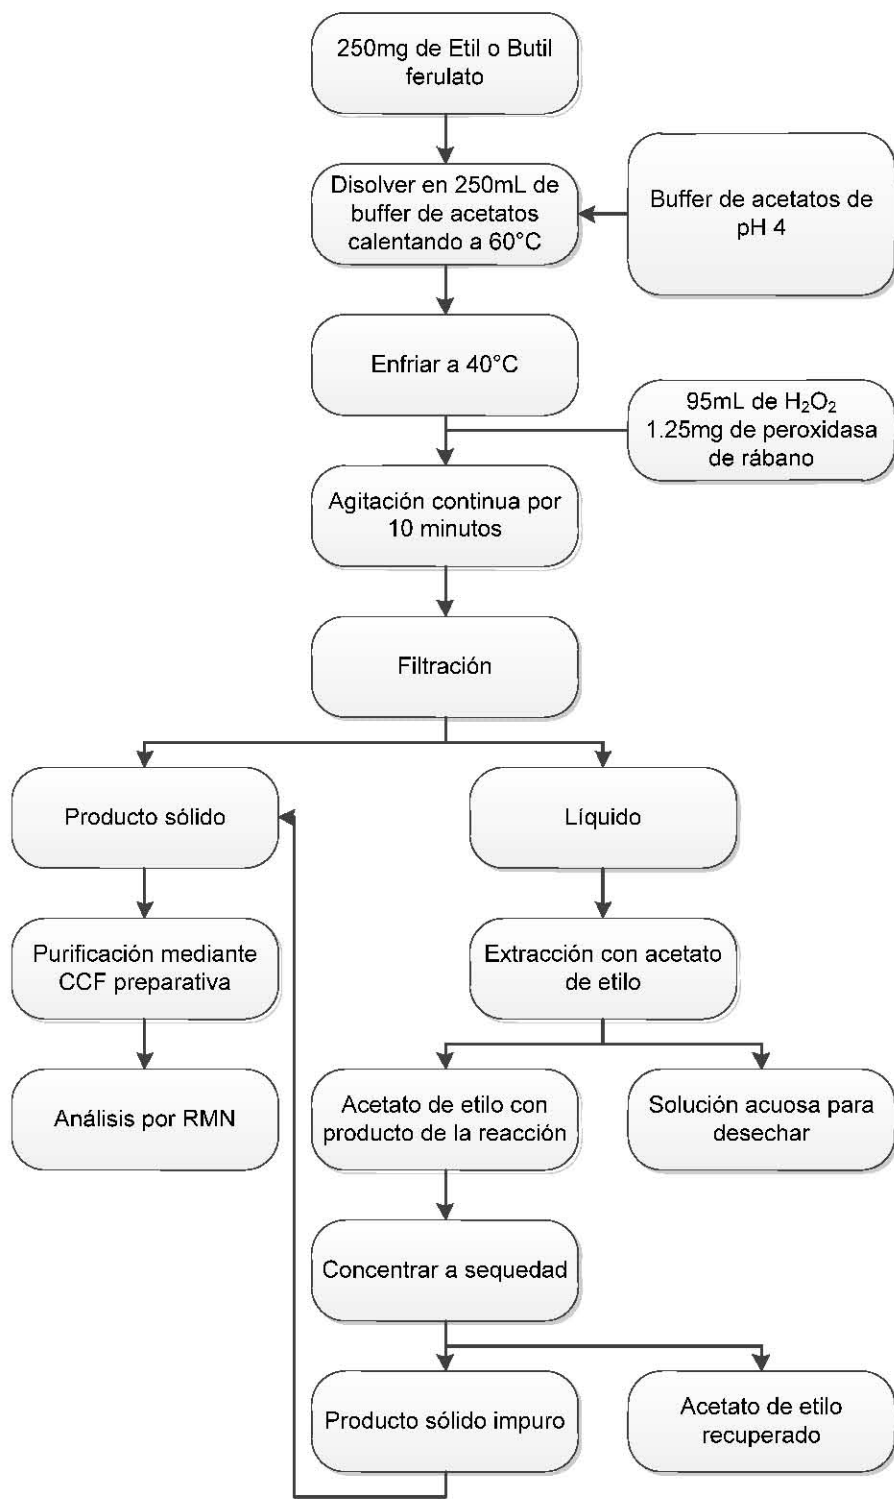 250mg de Etil o Butil
ferulato
Disolver en 250mL de
buffer de acetatos
calentando a 60°C
Buffer de acetatos de
pH 4
Enfriar a 40°C
95mL de H₂O₂
1.25mg de peroxidasa
de rábano
Agitación continua por
10 minutos
Filtración
Producto sólido
Líquido
Purificación mediante
CCF preparativa
Extracción con acetato
de etilo
Análisis por RMN
Acetato de etilo con
producto de la reacción
Solución acuosa para
desechar
Concentrar a sequedad
Producto sólido impuro
Acetato de etilo
recuperado